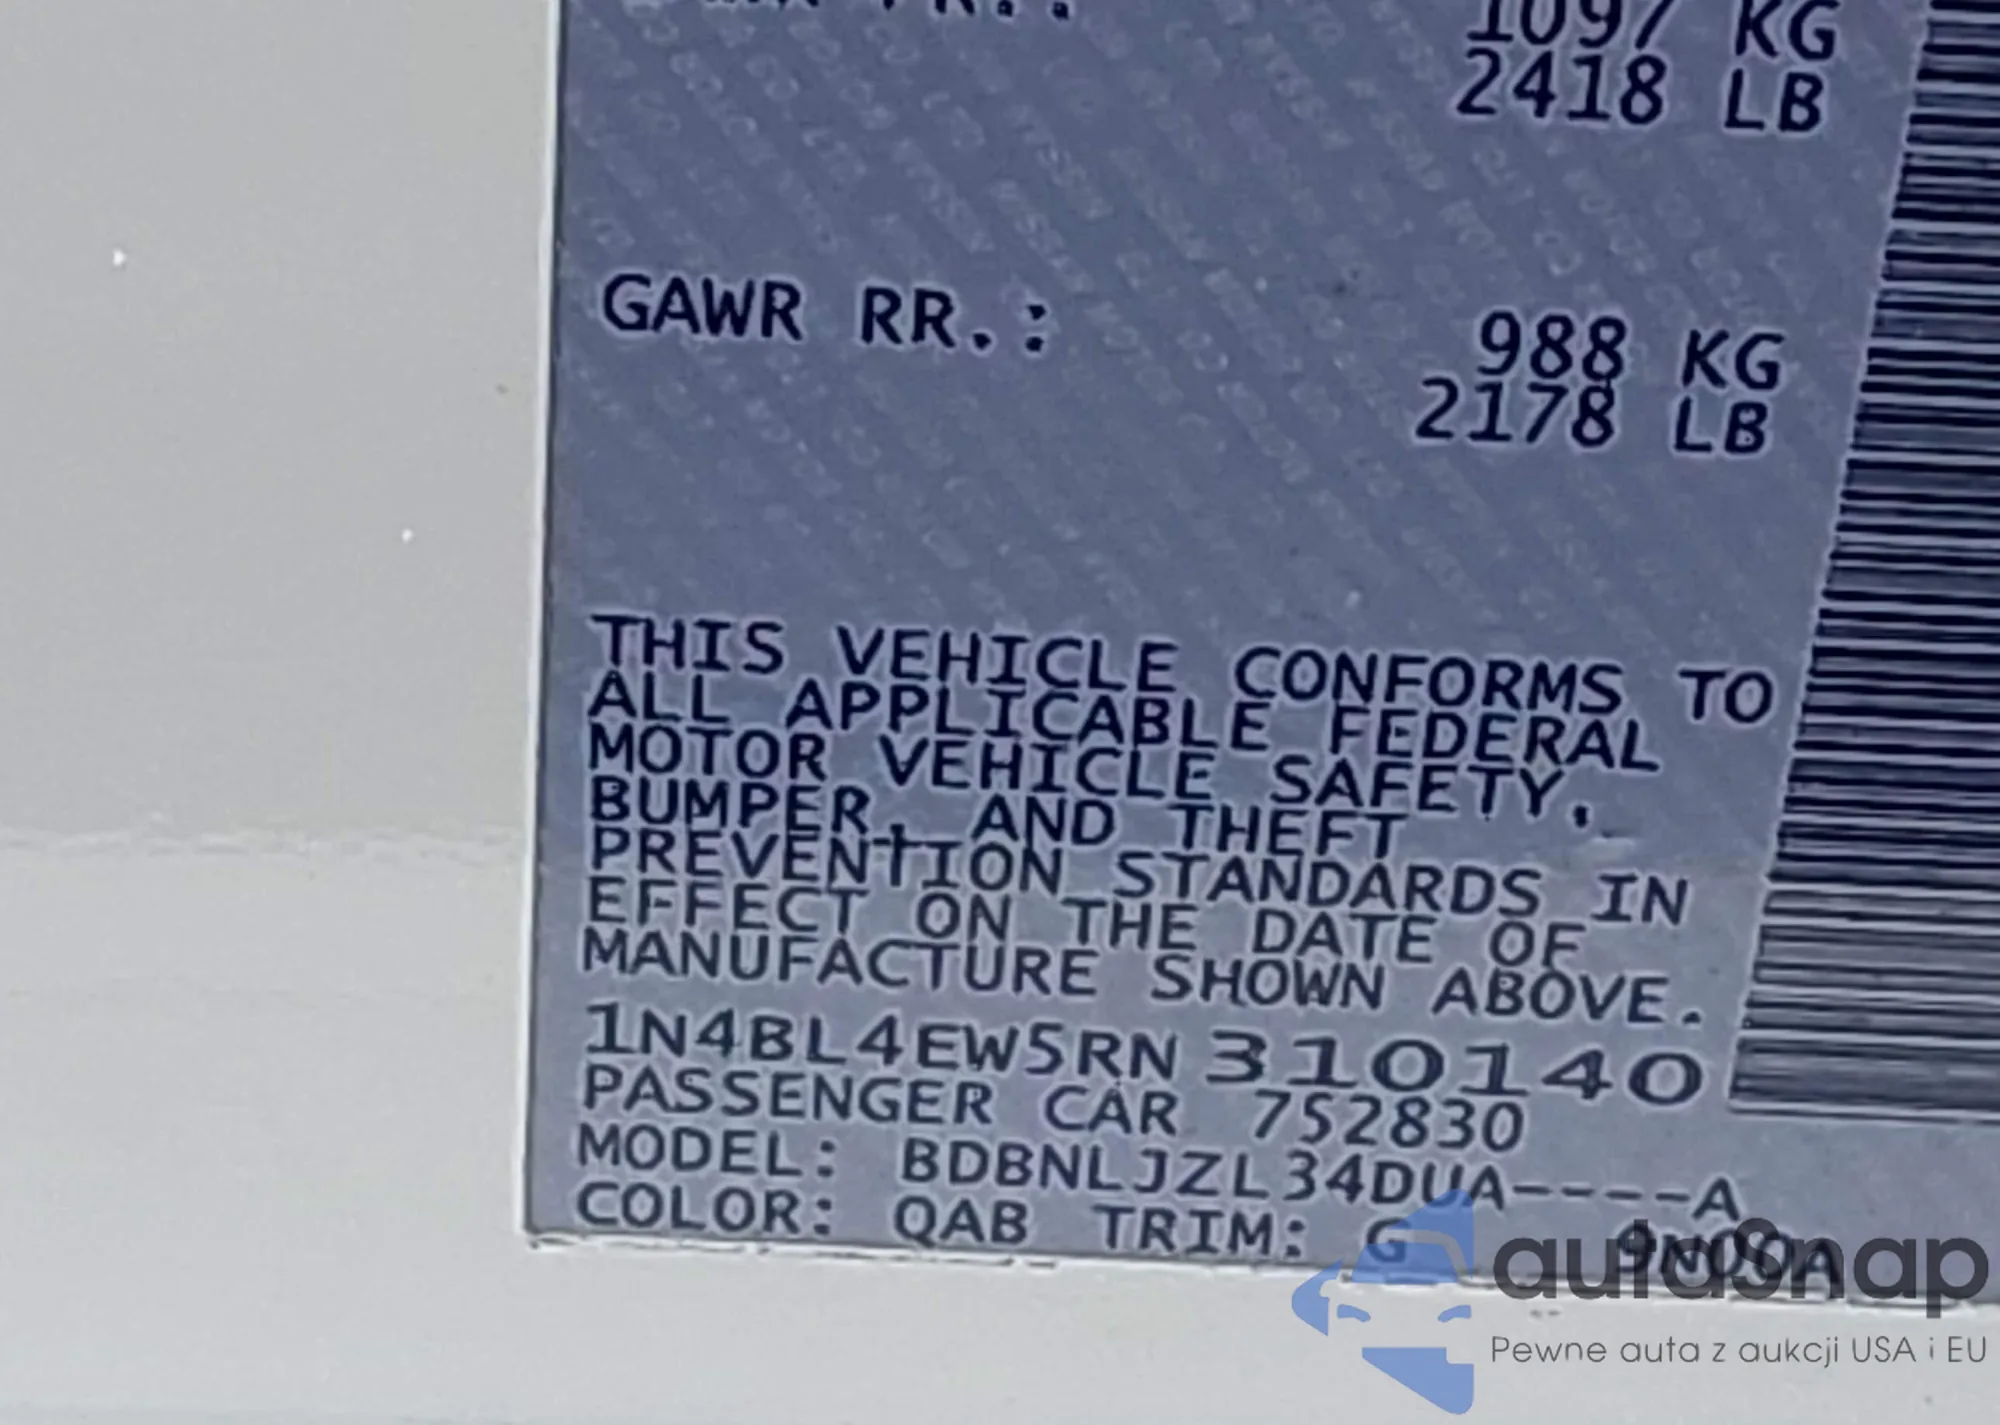 1097 KG
2418 LB
GAWR RR.: 988 KG
2178 LB
THIS VEHICLE CONFORMS TO
ALL APPLICABLE FEDERAL
MOTOR VEHICLE SAFETY,
BUMPER, AND THEFT
PREVENTION STANDARDS IN
EFFECT ON THE DATE OF
MANUFACTURE SHOWN ABOVE.
1N4BL4EW5RN310140
PASSENGER CAR 752830
MODEL: BDBNLJZL34DUA----A
COLOR: QAB TRIM: G
autosnap
Pewne auta z aukcji USA i EU